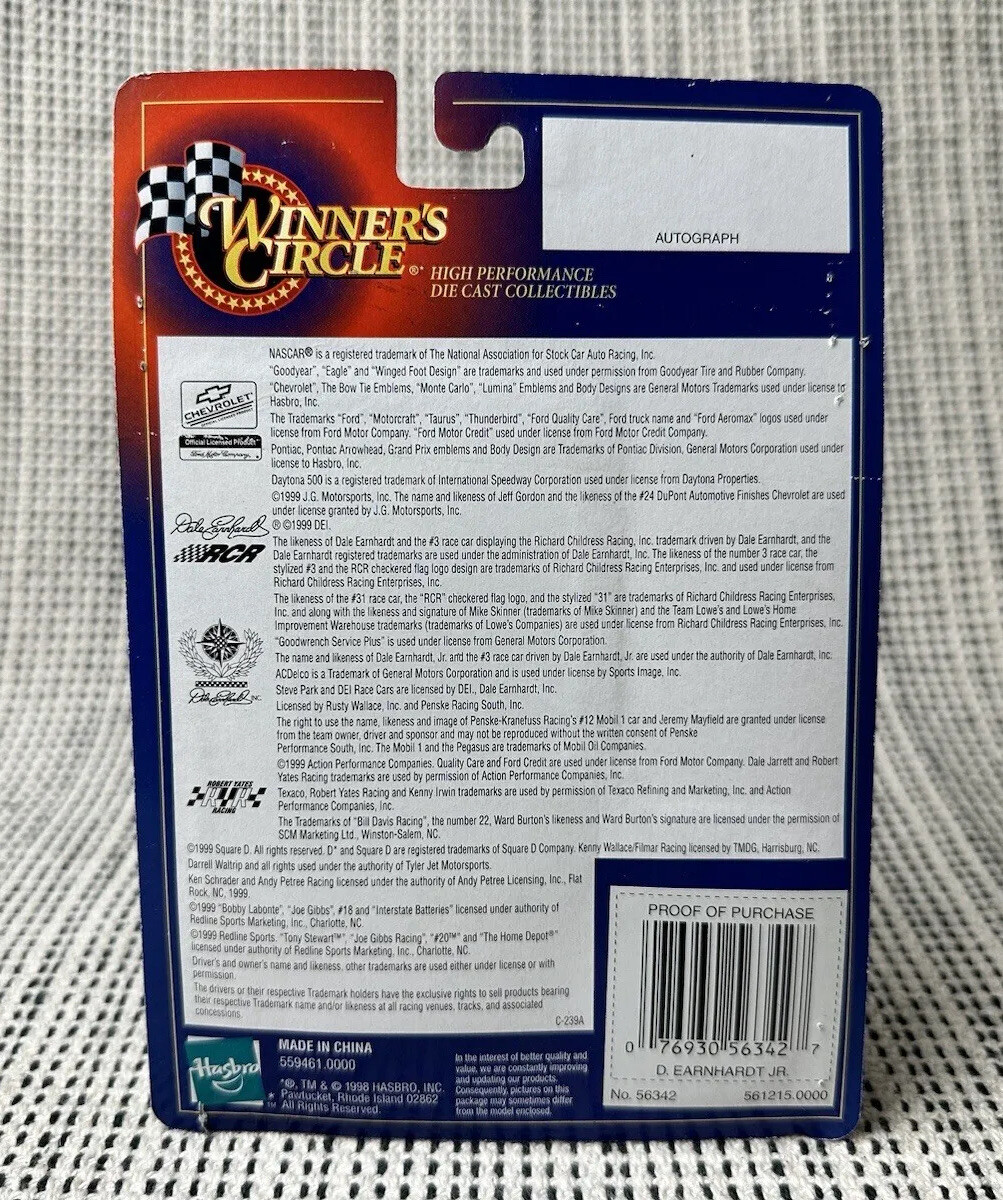 WINNER'S
CIRCLE ®*
HIGH PERFORMANCE
DIE CAST COLLECTIBLES
AUTOGRAPH
NASCAR® is a registered trademark of The National Association for Stock Car Auto Racing, Inc.
"Goodyear", "Eagle" and "Winged Foot Design" are trademarks and used under permission from Goodyear Tire and Rubber Company.
"Chevrolet", The Bow Tie Emblems, "Monte Carlo", "Lumina" Emblems and Body Designs are General Motors Trademarks used under license to
Hasbro, Inc.
CHEVROLET
The Trademarks "Ford", "Motorcraft", "Taurus", "Thunderbird", "Ford Quality Care", Ford truck name and "Ford Aeromax" logos used under
license from Ford Motor Company. "Ford Motor Credit" used under license from Ford Motor Credit Company.
Official Licensed Product
Ford Motor Company
Pontiac, Pontiac Arrowhead, Grand Prix emblems and Body Design are Trademarks of Pontiac Division, General Motors Corporation used under
license to Hasbro, Inc.
Daytona 500 is a registered trademark of International Speedway Corporation used under license from Daytona Properties.
©1999 J.G. Motorsports, Inc. The name and likeness of Jeff Gordon and the likeness of the #24 DuPont Automotive Finishes Chevrolet are used
under license granted by J.G. Motorsports, Inc.
Dale Earnhardt ® ©1999 DEI.
RCR
The likeness of Dale Earnhardt and the #3 race car displaying the Richard Childress Racing, Inc. trademark driven by Dale Earnhardt, and the
Dale Earnhardt registered trademarks are used under the administration of Dale Earnhardt, Inc. The likeness of the number 3 race car, the
stylized #3 and the RCR checkered flag logo design are trademarks of Richard Childress Racing Enterprises, Inc. and used under license from
Richard Childress Racing Enterprises, Inc.
The likeness of the #31 race car, the "RCR" checkered flag logo, and the stylized "31" are trademarks of Richard Childress Racing Enterprises,
Inc. and along with the likeness and signature of Mike Skinner (trademarks of Mike Skinner) and the Team Lowe's and Lowe's Home
Improvement Warehouse trademarks (trademarks of Lowe's Companies) are used under license from Richard Childress Racing Enterprises, Inc.
"Goodwrench Service Plus" is used under license from General Motors Corporation.
The name and likeness of Dale Earnhardt, Jr. and the #3 race car driven by Dale Earnhardt, Jr. are used under the authority of Dale Earnhardt, Inc.
ACDelco is a Trademark of General Motors Corporation and is used under license by Sports Image, Inc.
Dale Earnhardt INC.
Steve Park and DEI Race Cars are licensed by DEI., Dale Earnhardt, Inc.
Licensed by Rusty Wallace, Inc. and Penske Racing South, Inc.
The right to use the name, likeness and image of Penske-Kranefuss Racing's #12 Mobil 1 car and Jeremy Mayfield are granted under license
from the team owner, driver and sponsor and may not be reproduced without the written consent of Penske
Performance South, Inc. The Mobil 1 and the Pegasus are trademarks of Mobil Oil Companies.
©1999 Action Performance Companies. Quality Care and Ford Credit are used under license from Ford Motor Company. Dale Jarrett and Robert
Yates Racing trademarks are used by permission of Action Performance Companies, Inc.
ROBERT YATES
RYR
RACING
Texaco, Robert Yates Racing and Kenny Irwin trademarks are used by permission of Texaco Refining and Marketing, Inc. and Action
Performance Companies, Inc.
The Trademarks of "Bill Davis Racing", the number 22, Ward Burton's likeness and Ward Burton's signature are licensed under the permission of
SCM Marketing Ltd., Winston-Salem, NC.
©1999 Square D. All rights reserved. D* and Square D are registered trademarks of Square D Company. Kenny Wallace/Filmar Racing licensed by TMDG, Harrisburg, NC.
Darrell Waltrip and all rights used under the authority of Tyler Jet Motorsports.
Ken Schrader and Andy Petree Racing licensed under the authority of Andy Petree Licensing, Inc., Flat
Rock, NC, 1999.
©1999 "Bobby Labonte", "Joe Gibbs", #18 and "Interstate Batteries" licensed under authority of
Redline Sports Marketing, Inc., Charlotte, NC
©1999 Redline Sports. "Tony Stewart™", "Joe Gibbs Racing", "#20™" and "The Home Depot®"
licensed under authority of Redline Sports Marketing, Inc., Charlotte, NC.
Driver's and owner's name and likeness, other trademarks are used either under license or with
permission.
The drivers or their respective Trademark holders have the exclusive rights to sell products bearing
their respective Trademark name and/or likeness at all racing venues, tracks, and associated
concessions.
C-239A
PROOF OF PURCHASE
0 76930 56342 7
D. EARNHARDT JR.
No. 56342 561215.0000
Hasbro
MADE IN CHINA
559461.0000
*®, TM & © 1998 HASBRO, INC.
* Pawtucket, Rhode Island 02862
™ All Rights Reserved.
In the interest of better quality and
value, we are constantly improving
and updating our products.
Consequently, pictures on this
package may sometimes differ
from the model enclosed.